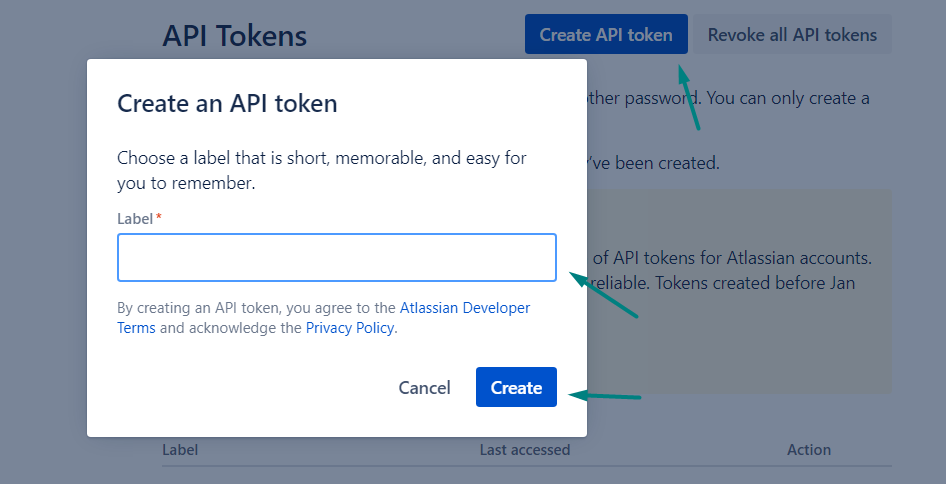 API Tokens
Create API token
Revoke all API tokens
Create an API token
other password. You can only create a
Choose a label that is short, memorable, and easy for
you to remember.
've been created.
Label*
of API tokens for Atlassian accounts.
reliable. Tokens created before Jan
By creating an API token, you agree to the Atlassian Developer
Terms and acknowledge the Privacy Policy.
Cancel
Create
Label
Last accessed
Action